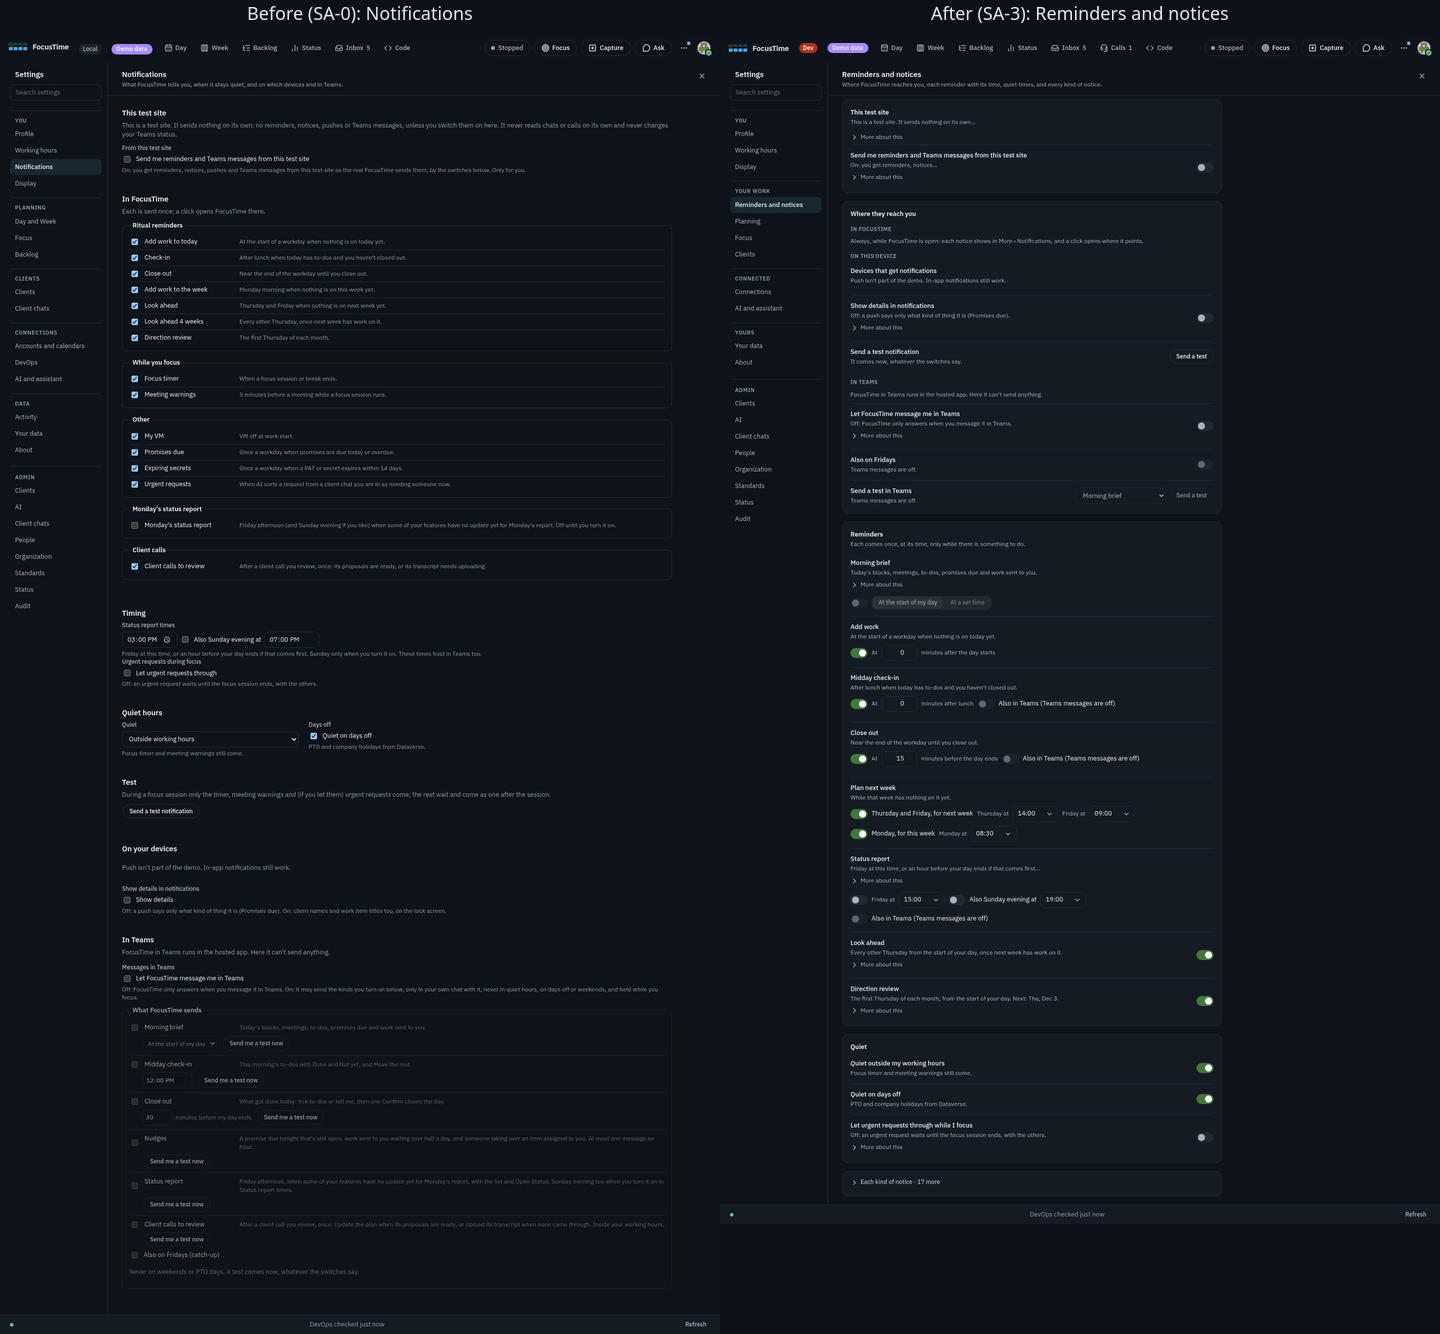 Before (SA-0): Notifications
FocusTime Local Demo data Day Week Backlog Status Inbox 5 Code Stopped Focus Capture Ask
Settings
Search settings
YOU
Profile
Working hours
Notifications
Display
PLANNING
Day and Week
Focus
Backlog
CLIENTS
Clients
Client chats
CONNECTIONS
Accounts and calendars
DevOps
AI and assistant
DATA
Activity
Your data
About
ADMIN
Clients
AI
Client chats
People
Organization
Standards
Status
Audit
Notifications
What FocusTime tells you, when it stays quiet, and on which devices and in Teams.
This test site
This is a test site. It sends nothing on its own: no reminders, notices, pushes or Teams messages, unless you switch them on here. It never reads chats or calls on its own and never changes
your Teams status.
From this test site
Send me reminders and Teams messages from this test site
On: you get reminders, notices, pushes and Teams messages from this test site as the real FocusTime sends them, by the switches below. Only for you.
In FocusTime
Each is sent once; a click opens FocusTime there.
Ritual reminders
Add work to today At the start of a workday when nothing is on today yet.
Check-in After lunch when today has to-dos and you haven't closed out.
Close out Near the end of the workday until you close out.
Add work to the week Monday morning when nothing is on this week yet.
Look ahead Thursday and Friday when nothing is on next week yet.
Look ahead 4 weeks Every other Thursday, once next week has work on it.
Direction review The first Thursday of each month.
While you focus
Focus timer When a focus session or break ends.
Meeting warnings 5 minutes before a meeting while a focus session runs.
Other
My VM VM off at work start.
Promises due Once a workday when promises are due today or overdue.
Expiring secrets Once a workday when a PAT or secret expires within 14 days.
Urgent requests When AI sorts a request from a client chat you are in as needing someone now.
Monday's status report
Monday's status report Friday afternoon (and Sunday evening if you like) when some of your features have no update yet for Monday's report. Off until you turn it on.
Client calls
Client calls to review After a client call you review, once: its proposals are ready, or its transcript needs uploading.
Timing
Status report times
03:00 PM Also Sunday evening at 07:00 PM
Friday at this time, or an hour before your day ends if that comes first. Sunday only when you turn it on. These times hold in Teams too.
Urgent requests during focus
Let urgent requests through
Off: an urgent request waits until the focus session ends, with the others.
Quiet hours
Quiet Days off
Outside working hours Quiet on days off
PTO and company holidays from Dataverse.
Focus timer and meeting warnings still come.
Test
During a focus session only the timer, meeting warnings and (if you let them) urgent requests come; the rest wait and come as one after the session.
Send a test notification
On your devices
Push isn't part of the demo. In-app notifications still work.
Show details in notifications
Show details
Off: a push says only what kind of thing it is (Promises due). On: client names and work item titles too, on the lock screen.
In Teams
FocusTime in Teams runs in the hosted app. Here it can't send anything.
Messages in Teams
Let FocusTime message me in Teams
Off: FocusTime only answers when you message it in Teams. On: it may send the kinds you turn on below, only in your own chat with it, never in quiet hours, on days off or weekends, and held while you
focus.
What FocusTime sends
Morning brief Today's blocks, meetings, to-dos, promises due and work sent to you.
At the start of my day Send me a test now
Midday check-in This morning's to-dos with Done and Not yet, and Move the rest.
12:00 PM Send me a test now
Close out What got done today: tick to-dos or tell me, then one Confirm closes the day.
30 minutes before my day ends Send me a test now
Nudges A promise due tonight that's still open, work sent to you waiting over half a day, and someone taking over an item assigned to you. At most one message an
hour.
Send me a test now
Status report Friday afternoon, when some of your features have no update yet for Monday's report, with the list and Open Status. Sunday evening too when you turn it on in
Status report times.
Send me a test now
Client calls to review After a client call you review, once: Update the plan when its proposals are ready, or Upload its transcript when none came through. Inside your working hours.
Send me a test now
Also on Fridays (catch-up)
Never on weekends or PTO days. A test comes now, whatever the switches say.
DevOps checked just now Refresh
After (SA-3): Reminders and notices
FocusTime Dev Demo data Day Week Backlog Status Inbox 5 Calls 1 Code Stopped Focus Capture Ask
Settings
Search settings
YOU
Profile
Working hours
Display
YOUR WORK
Reminders and notices
Planning
Focus
Clients
CONNECTED
Connections
AI and assistant
YOURS
Your data
About
ADMIN
Clients
AI
Client chats
People
Organization
Standards
Status
Audit
Reminders and notices
Where FocusTime reaches you, each reminder with its time, quiet times, and every kind of notice.
This test site
This is a test site. It sends nothing on its own...
More about this
Send me reminders and Teams messages from this test site
On: you get reminders, notices...
More about this
Where they reach you
IN FOCUSTIME
Always, while FocusTime is open: each notice shows in More › Notifications, and a click opens where it points.
ON THIS DEVICE
Devices that get notifications
Push isn't part of the demo. In-app notifications still work.
Show details in notifications
Off: a push says only what kind of thing it is (Promises due).
More about this
Send a test notification
It comes now, whatever the switches say.
Send a test
IN TEAMS
FocusTime in Teams runs in the hosted app. Here it can't send anything.
Let FocusTime message me in Teams
Off: FocusTime only answers when you message it in Teams.
More about this
Also on Fridays
Teams messages are off.
Send a test in Teams
Teams messages are off.
Morning brief Send a test
Reminders
Each comes once, at its time, only while there is something to do.
Morning brief
Today's blocks, meetings, to-dos, promises due and work sent to you.
More about this
At the start of my day At a set time
Add work
At the start of a workday when nothing is on today yet.
At 0 minutes after the day starts
Midday check-in
After lunch when today has to-dos and you haven't closed out.
At 0 minutes after lunch Also in Teams (Teams messages are off)
Close out
Near the end of the workday until you close out.
At 15 minutes before the day ends Also in Teams (Teams messages are off)
Plan next week
While that week has nothing on it yet.
Thursday and Friday, for next week Thursday at 14:00 Friday at 09:00
Monday, for this week Monday at 08:30
Status report
Friday at this time, or an hour before your day ends if that comes first...
More about this
Friday at 15:00 Also Sunday evening at 19:00
Also in Teams (Teams messages are off)
Look ahead
Every other Thursday from the start of your day, once next week has work on it.
More about this
Direction review
The first Thursday of each month, from the start of your day. Next: Thu, Dec 3.
More about this
Quiet
Quiet outside my working hours
Focus timer and meeting warnings still come.
Quiet on days off
PTO and company holidays from Dataverse.
Let urgent requests through while I focus
Off: an urgent request waits until the focus session ends, with the others.
More about this
Each kind of notice · 17 more
DevOps checked just now Refresh